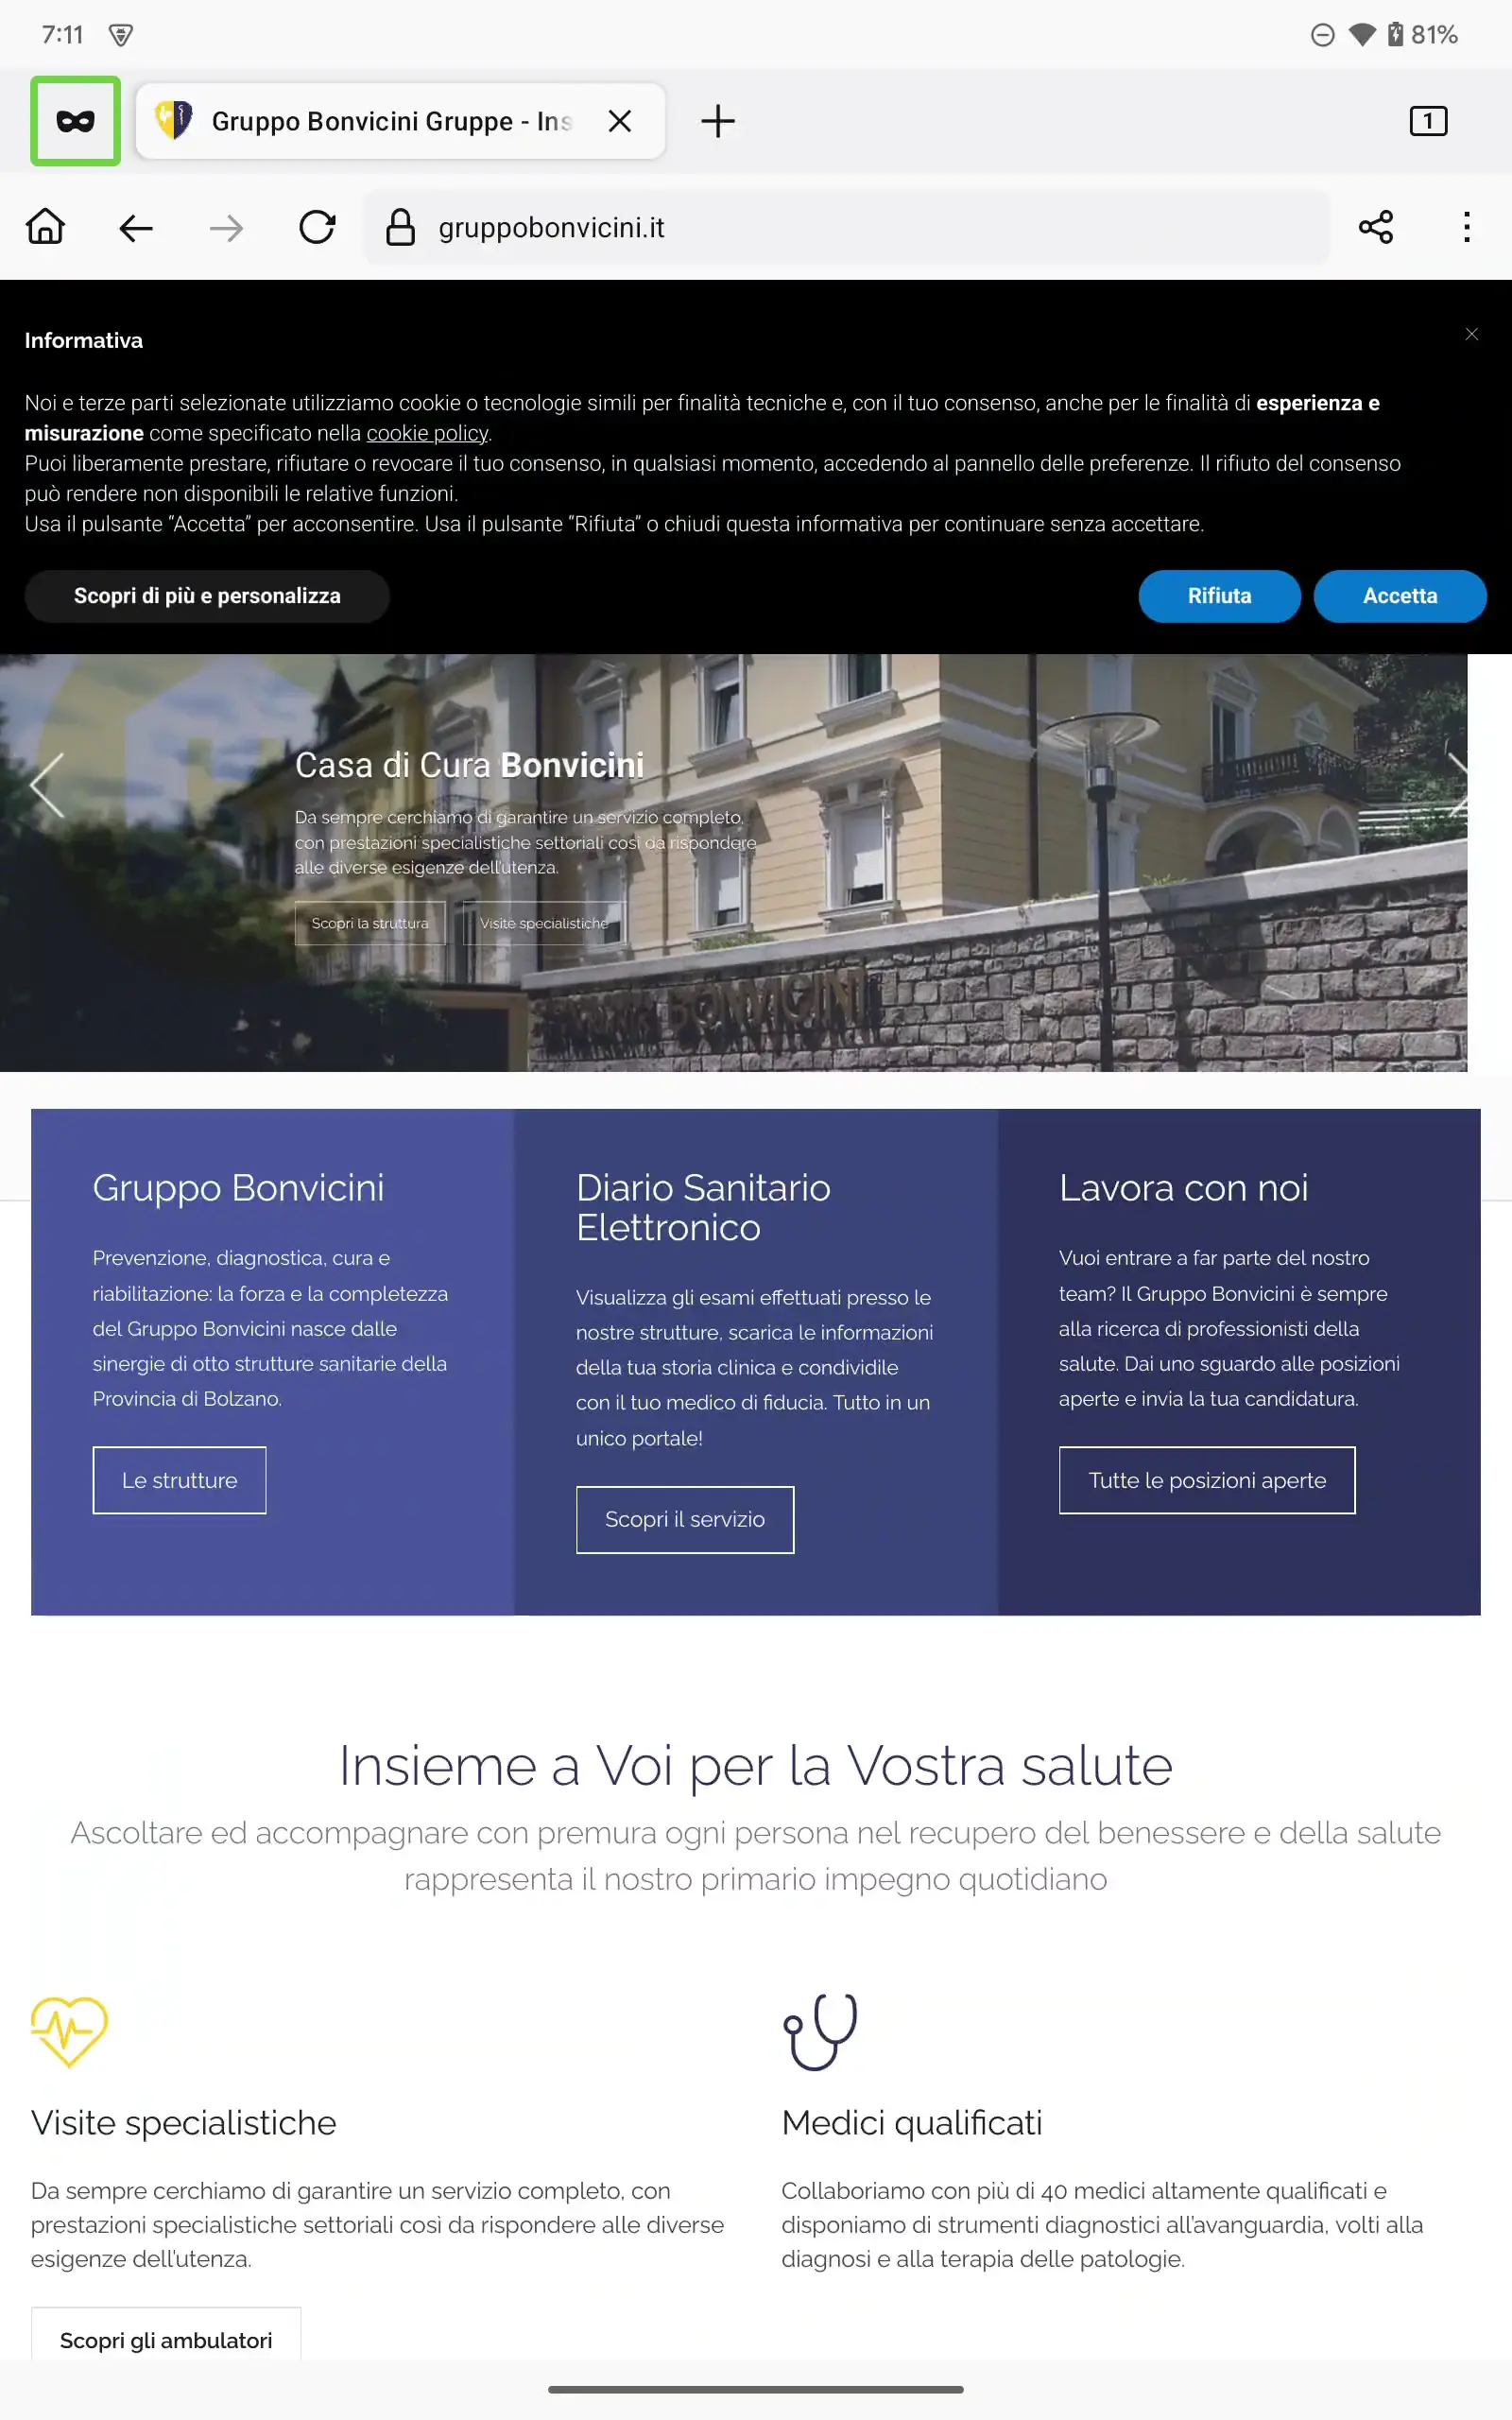 7:11
81%
Gruppo Bonvicini Gruppe - Ins
1
gruppobonvicini.it
Informativa
Noi e terze parti selezionate utilizziamo cookie o tecnologie simili per finalità tecniche e, con il tuo consenso, anche per le finalità di esperienza e
misurazione come specificato nella cookie policy.
Puoi liberamente prestare, rifiutare o revocare il tuo consenso, in qualsiasi momento, accedendo al pannello delle preferenze. Il rifiuto del consenso
può rendere non disponibili le relative funzioni.
Usa il pulsante “Accetta” per acconsentire. Usa il pulsante “Rifiuta” o chiudi questa informativa per continuare senza accettare.
Scopri di più e personalizza
Rifiuta
Accetta
Casa di Cura Bonvicini
Da sempre cerchiamo di garantire un servizio completo,
con prestazioni specialistiche settoriali così da rispondere
alle diverse esigenze dell'utenza.
Scopri la struttura
Visite specialistiche
BONVICINI
Gruppo Bonvicini
Prevenzione, diagnostica, cura e
riabilitazione: la forza e la completezza
del Gruppo Bonvicini nasce dalle
sinergie di otto strutture sanitarie della
Provincia di Bolzano.
Le strutture
Diario Sanitario
Elettronico
Visualizza gli esami effettuati presso le
nostre strutture, scarica le informazioni
della tua storia clinica e condividile
con il tuo medico di fiducia. Tutto in un
unico portale!
Scopri il servizio
Lavora con noi
Vuoi entrare a far parte del nostro
team? Il Gruppo Bonvicini è sempre
alla ricerca di professionisti della
salute. Dai uno sguardo alle posizioni
aperte e invia la tua candidatura.
Tutte le posizioni aperte
Insieme a Voi per la Vostra salute
Ascoltare ed accompagnare con premura ogni persona nel recupero del benessere e della salute
rappresenta il nostro primario impegno quotidiano
Visite specialistiche
Da sempre cerchiamo di garantire un servizio completo, con
prestazioni specialistiche settoriali così da rispondere alle diverse
esigenze dell'utenza.
Scopri gli ambulatori
Medici qualificati
Collaboriamo con più di 40 medici altamente qualificati e
disponiamo di strumenti diagnostici all'avanguardia, volti alla
diagnosi e alla terapia delle patologie.